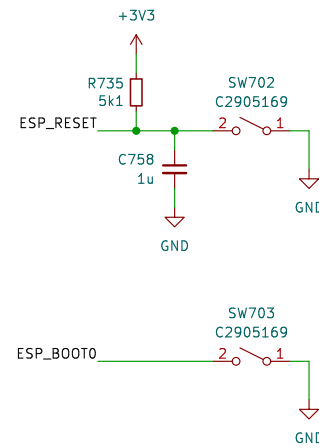 +3V3
R735
5k1
SW702
C2905169
ESP_RESET
2
1
C758
1u
GND
GND
SW703
C2905169
ESP_BOOT0
2
1
GND